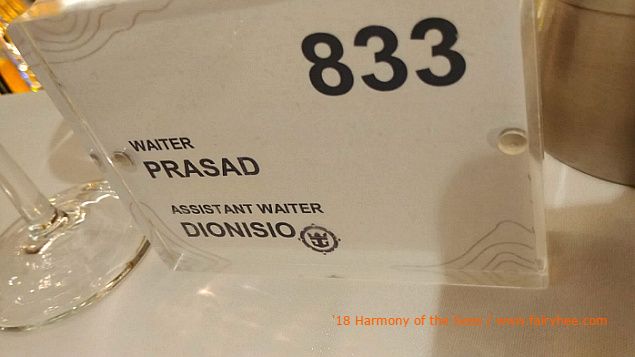 833
WAITER
PRASAD
ASSISTANT WAITER
DIONISIO
'18 Harmony of the Seas / www.fairyhee.com